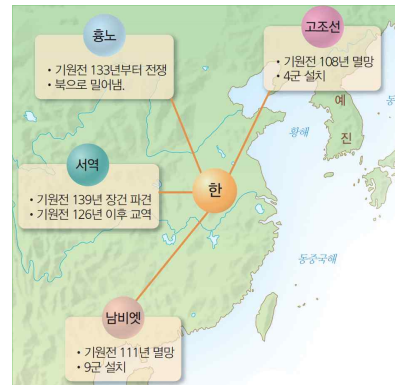 흉노
• 기원전 133년부터 전쟁
• 북으로 밀어냄.
고조선
• 기원전 108년 멸망
• 4군 설치
예
진
황해
동
서역
• 기원전 139년 장건 파견
• 기원전 126년 이후 교역
한
동중국해
남비엣
• 기원전 111년 멸망
• 9군 설치